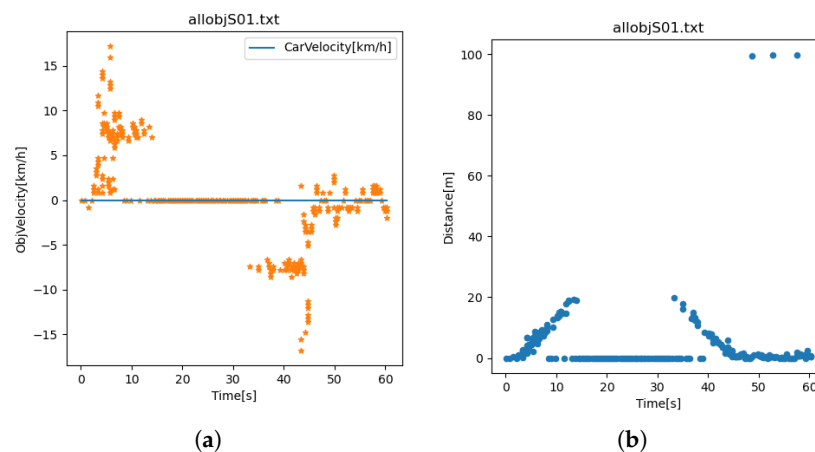 allobjS01.txt
CarVelocity[km/h]
ObjVelocity[km/h]
15
10
5
0
−5
−10
−15
0 10 20 30 40 50 60
Time[s]
(a)
allobjS01.txt
Distance[m]
100
80
60
40
20
0
0 10 20 30 40 50 60
Time[s]
(b)